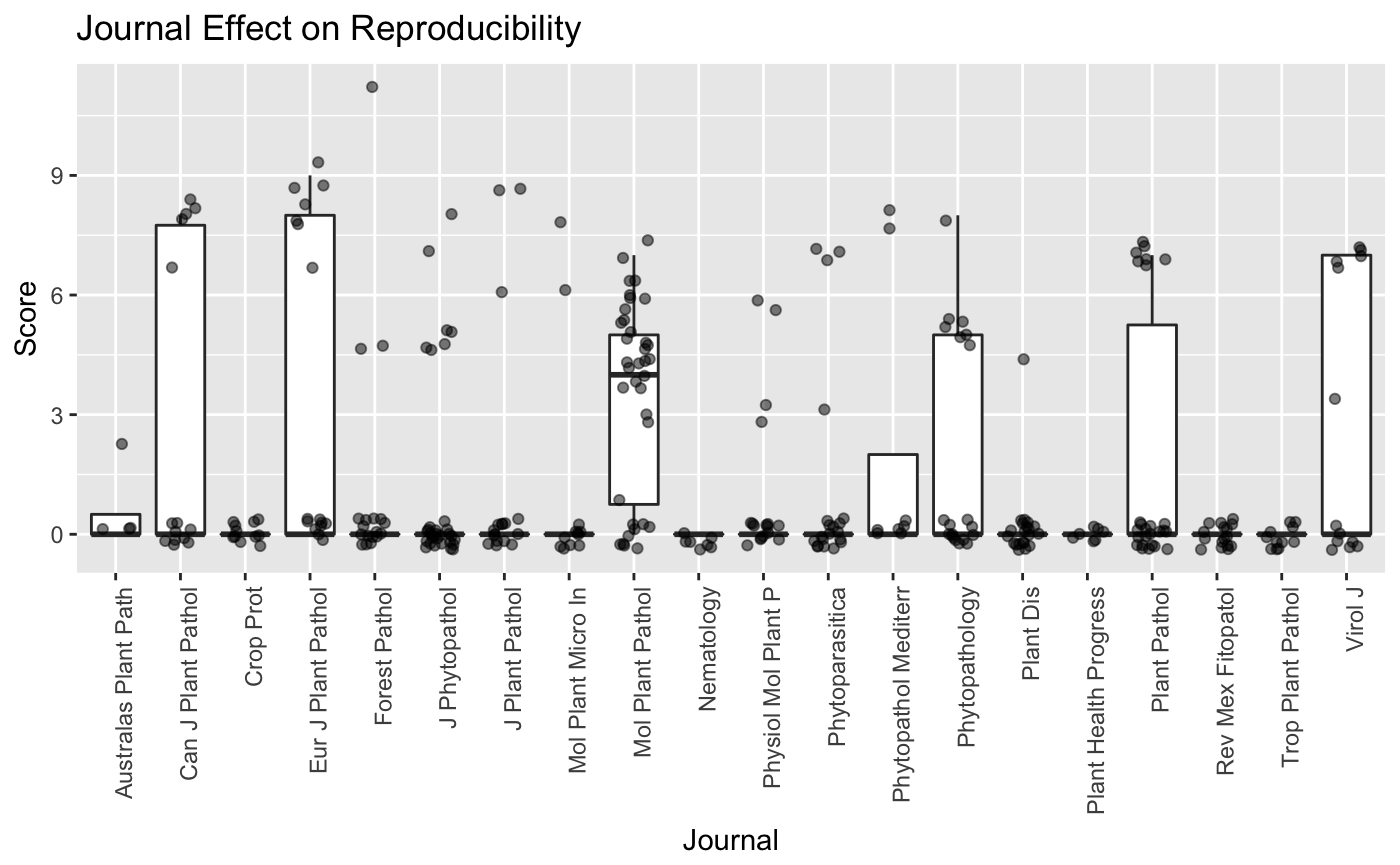 Journal Effect on Reproducibility
Score
9
6
3
0
Australas Plant Path
Can J Plant Pathol
Crop Prot
Eur J Plant Pathol
Forest Pathol
J Phytopathol
J Plant Pathol
Mol Plant Micro In
Mol Plant Pathol
Nematology
Physiol Mol Plant P
Phytoparasitica
Phytopathol Mediterr
Phytopathology
Plant Dis
Plant Health Progress
Plant Pathol
Rev Mex Fitopatol
Trop Plant Pathol
Virol J
Journal